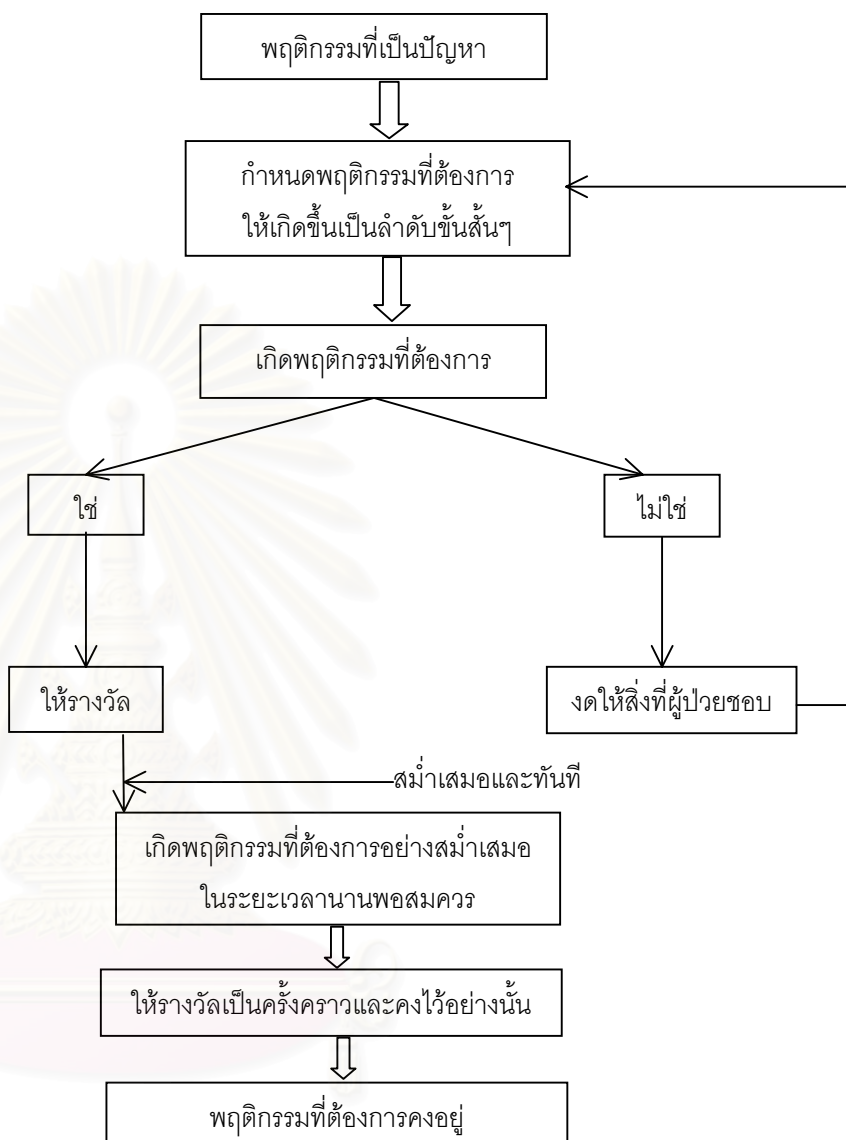 พฤติกรรมที่เป็นปัญหา
กำหนดพฤติกรรมที่ต้องการ
ให้เกิดขึ้นเป็นลำดับขั้นสั้นๆ
เกิดพฤติกรรมที่ต้องการ
ใช่
ไม่ใช่
ให้รางวัล
งดให้สิ่งที่ผู้ป่วยชอบ
สม่ำเสมอและทันที
เกิดพฤติกรรมที่ต้องการอย่างสม่ำเสมอ
ในระยะเวลานานพอสมควร
ให้รางวัลเป็นครั้งคราวและคงไว้อย่างนั้น
พฤติกรรมที่ต้องการคงอยู่